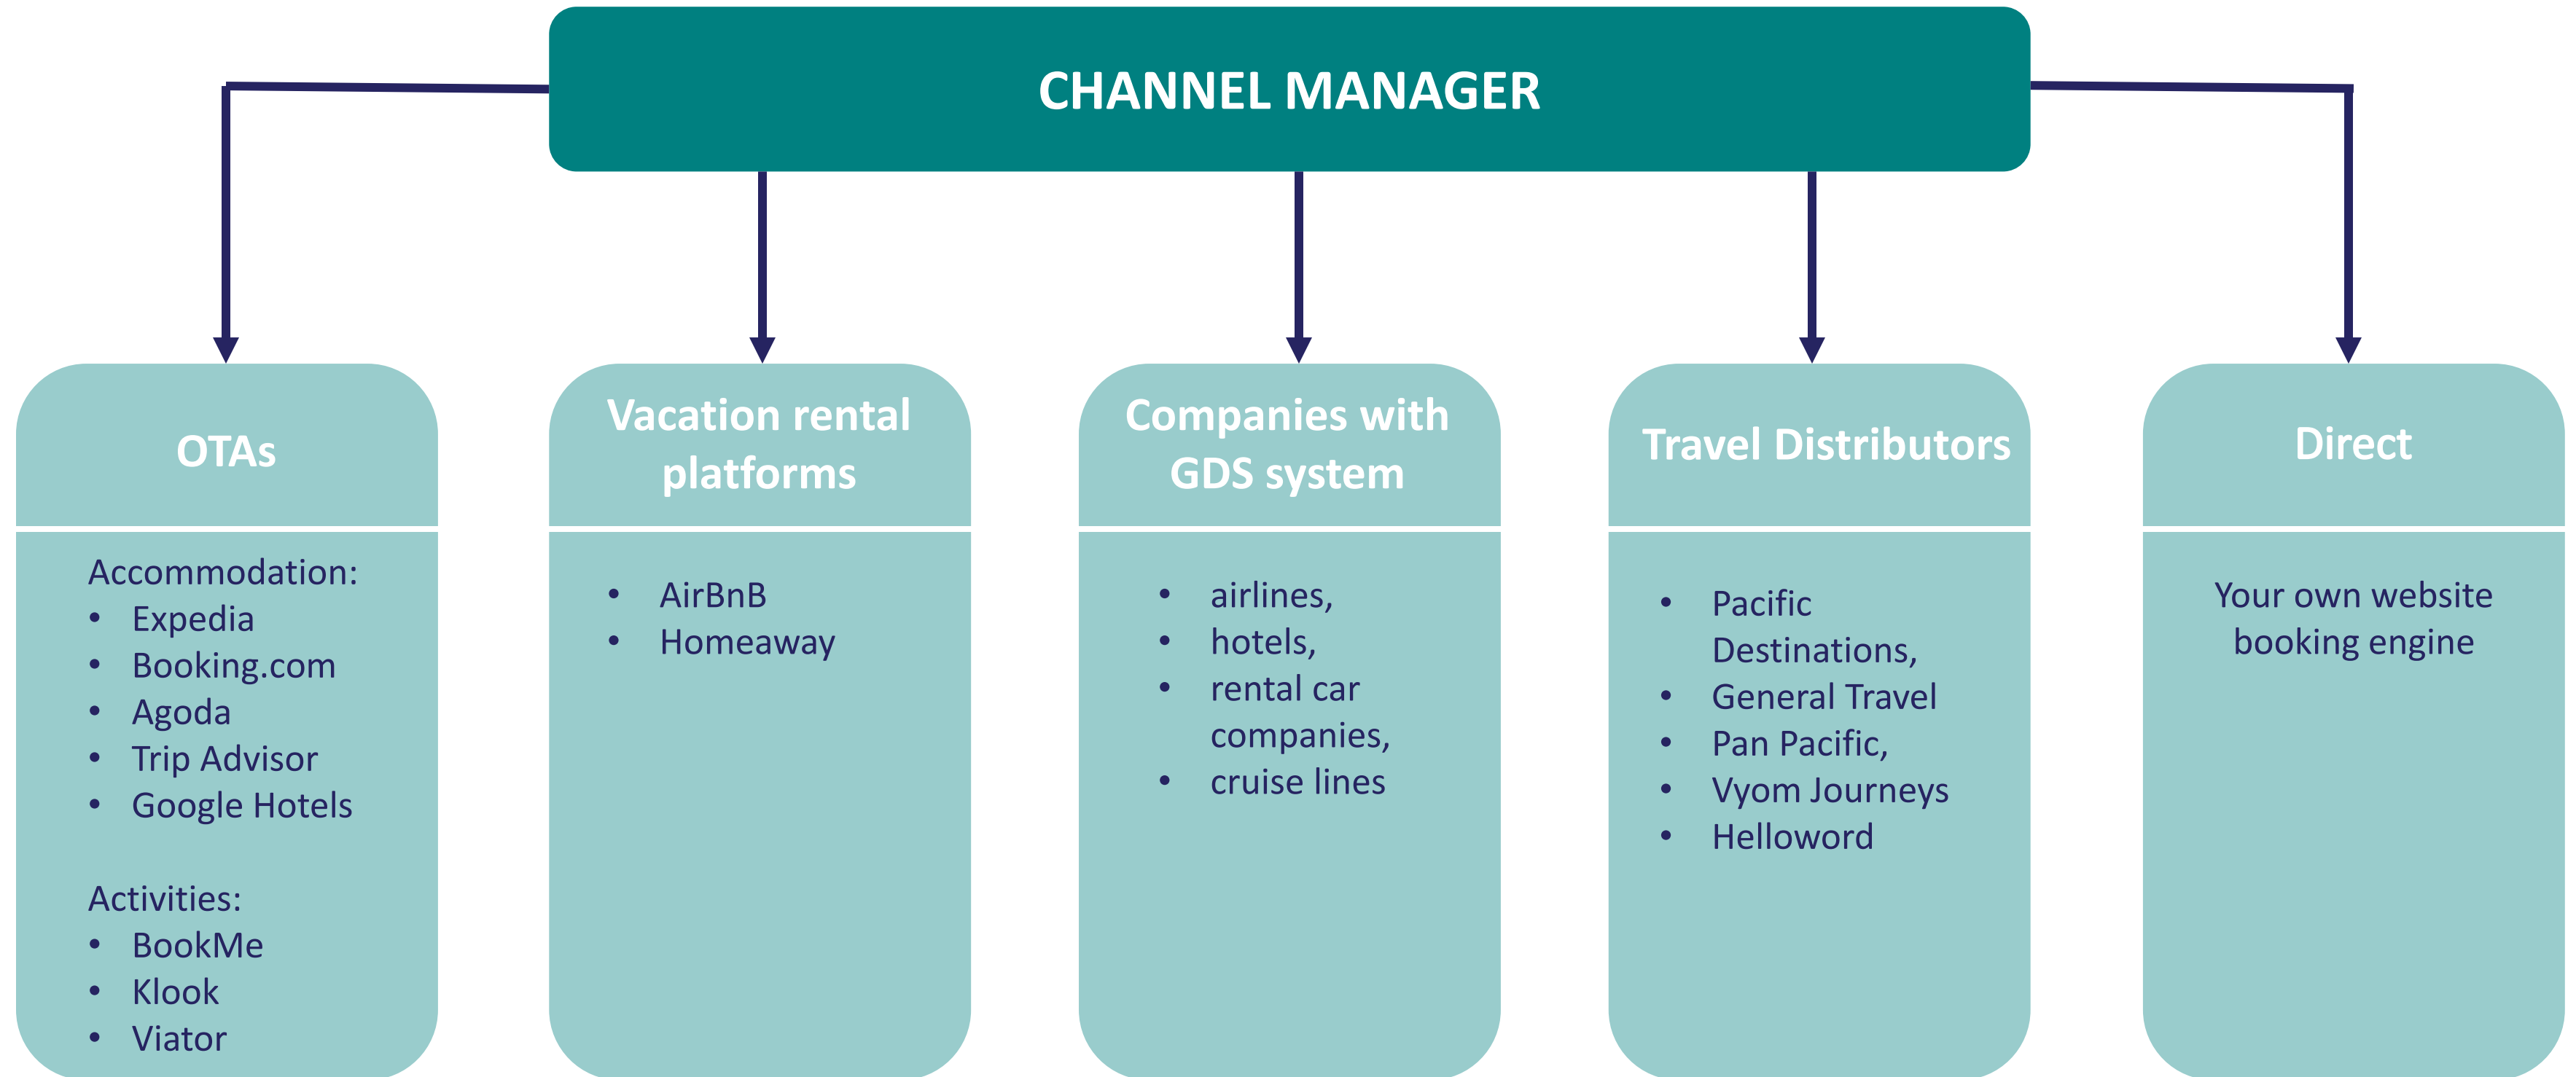 CHANNEL MANAGER
OTAs
Accommodation:
• Expedia
• Booking.com
• Agoda
• Trip Advisor
• Google Hotels
Activities:
• BookMe
• Klook
• Viator
Vacation rental
platforms
• AirBnB
• Homeaway
Companies with
GDS system
• airlines,
• hotels,
• rental car
companies,
• cruise lines
Travel Distributors
• Pacific
Destinations,
• General Travel
• Pan Pacific,
• Vyom Journeys
• Helloword
Direct
Your own website
booking engine